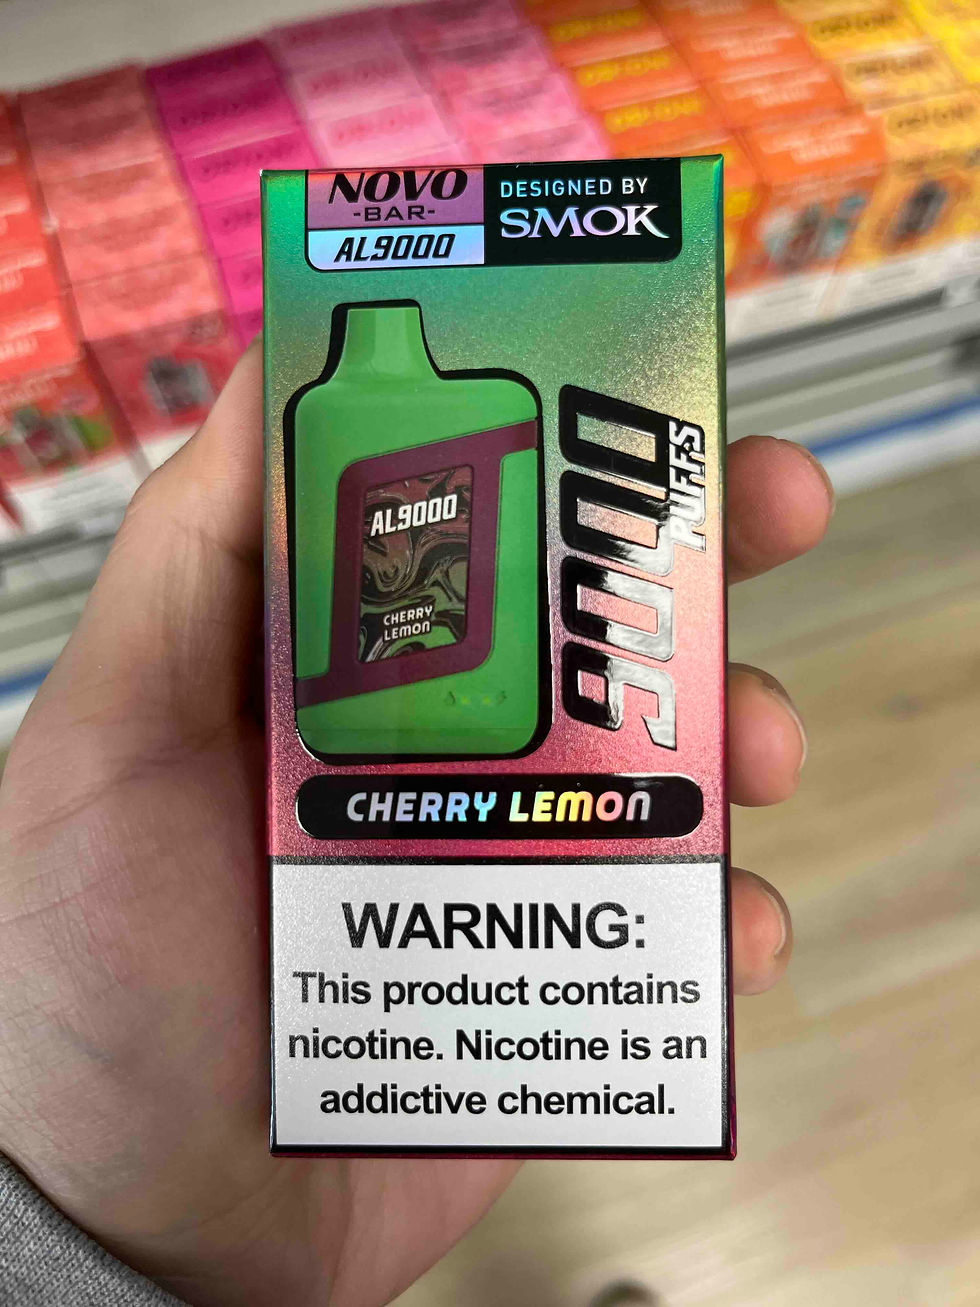 NOVO
-BAR-
AL9000
DESIGNED BY
SMOK
AL9000
CHERRY
LEMON
9000
PUFFS
CHERRY LEMON
WARNING:
This product contains
nicotine. Nicotine is an
addictive chemical.